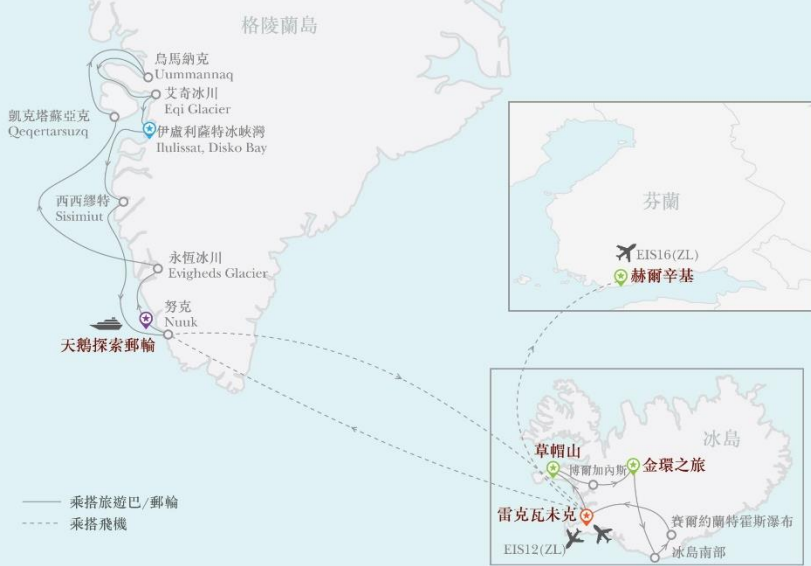 格陵蘭島
烏馬納克
Uummannaq
艾奇冰川
Eqi Glacier
凱克塔蘇亞克
Qeqertarsuzq
伊盧利薩特冰峽灣
Ilulissat, Disko Bay
西西繆特
Sisimiut
永恆冰川
Evigheds Glacier
努克
Nuuk
天鵝探索郵輪
芬蘭
EIS16(ZL)
赫爾辛基
冰島
草帽山
博爾加內斯
金環之旅
雷克瓦未克
賽爾約蘭特霍斯瀑布
EIS12(ZL)
冰島南部
乘搭旅遊巴/郵輪
乘搭飛機